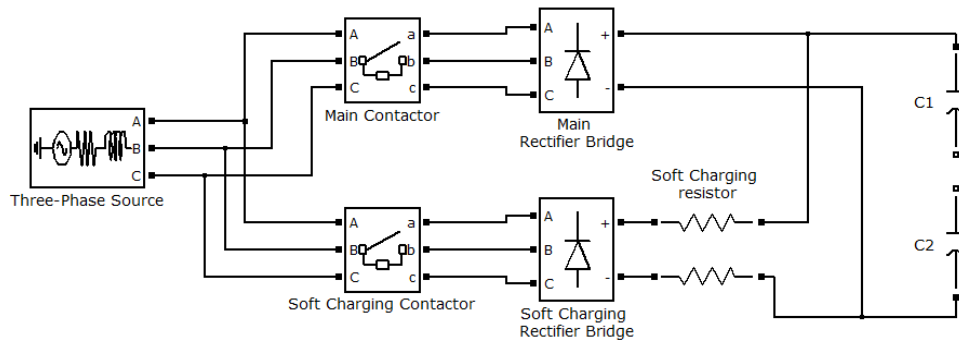 A a
B b
C c
Main Contactor
A +
B
C -
Main
Rectifier Bridge
C1
A
B
C
Three-Phase Source
Soft Charging
resistor
A a
B b
C c
Soft Charging Contactor
A +
B
C -
Soft Charging
Rectifier Bridge
C2